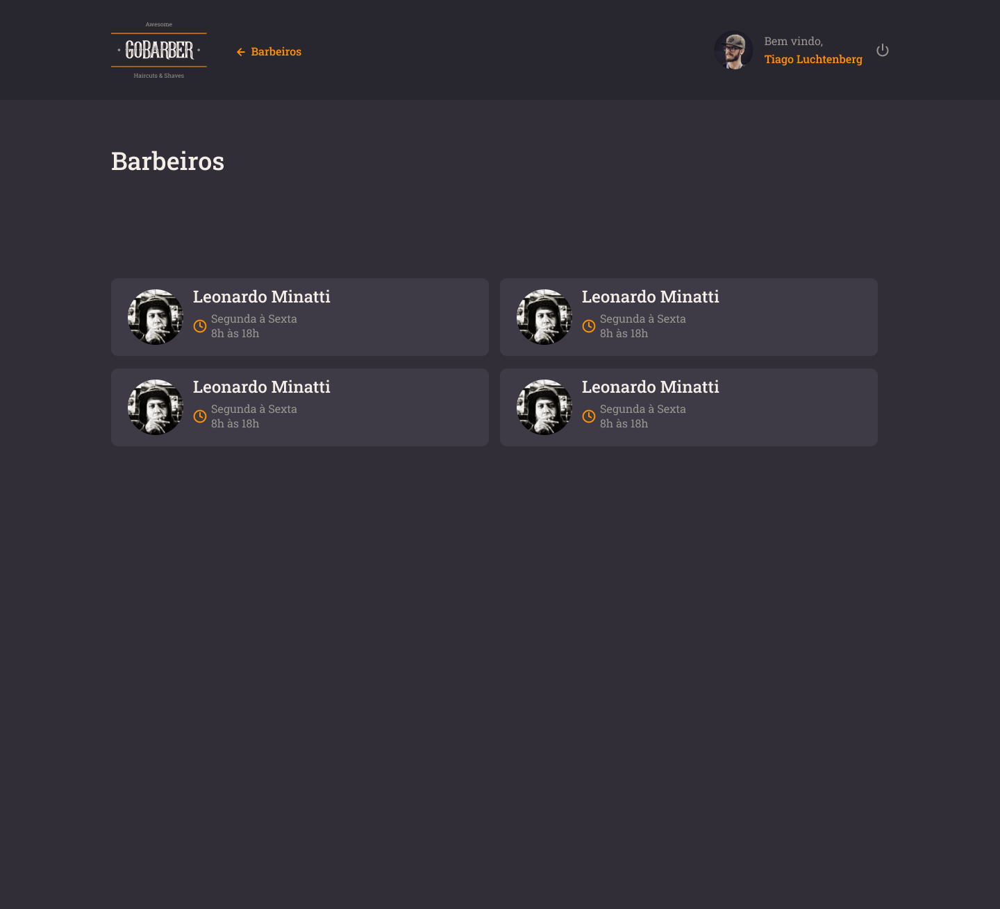 Awesome
GOBARBER
Haircuts & Shaves
Barbeiros
Bem vindo,
Tiago Luchtenberg
Barbeiros
Leonardo Minatti
Segunda à Sexta
8h às 18h
Leonardo Minatti
Segunda à Sexta
8h às 18h
Leonardo Minatti
Segunda à Sexta
8h às 18h
Leonardo Minatti
Segunda à Sexta
8h às 18h